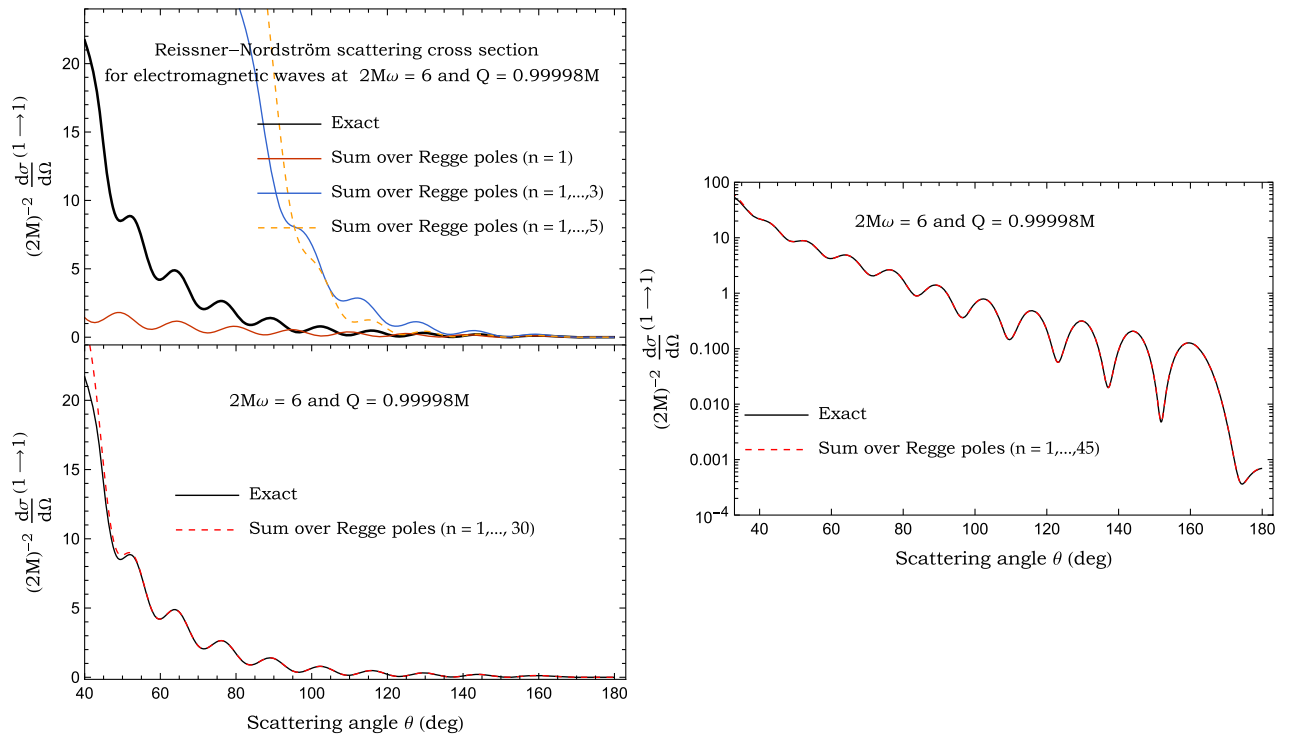 Reissner−Nordström scattering cross section
for electromagnetic waves at 2Mω = 6 and Q = 0.99998M
Exact
Sum over Regge poles (n = 1)
Sum over Regge poles (n = 1,...,3)
Sum over Regge poles (n = 1,...,5)
20
15
10
5
0
(2M)⁻² dσ/dΩ (1 ⟶1)
2Mω = 6 and Q = 0.99998M
Exact
Sum over Regge poles (n = 1,..., 30)
20
15
10
5
0
(2M)⁻² dσ/dΩ (1 ⟶1)
40 60 80 100 120 140 160 180
Scattering angle θ (deg)
2Mω = 6 and Q = 0.99998M
Exact
Sum over Regge poles (n = 1,...,45)
100
10
1
0.100
0.010
0.001
10⁻⁴
(2M)⁻² dσ/dΩ (1 ⟶1)
40 60 80 100 120 140 160 180
Scattering angle θ (deg)